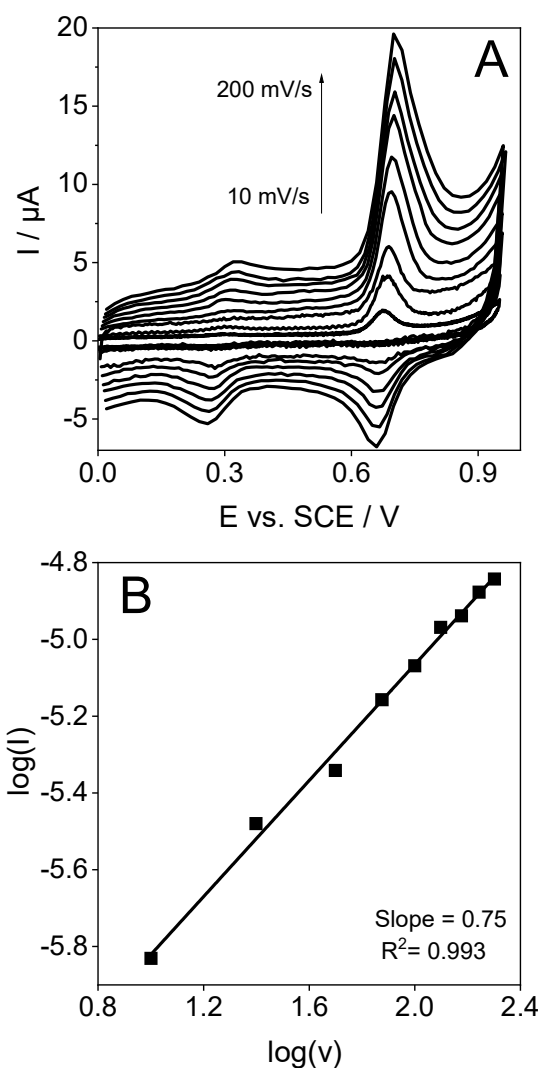 A
20
15
10
5
0
-5
I / µA
200 mV/s
10 mV/s
0.0 0.3 0.6 0.9
E vs. SCE / V
B
-4.8
-5.0
-5.2
-5.4
-5.6
-5.8
log(I)
Slope = 0.75
R²= 0.993
0.8 1.2 1.6 2.0 2.4
log(v)